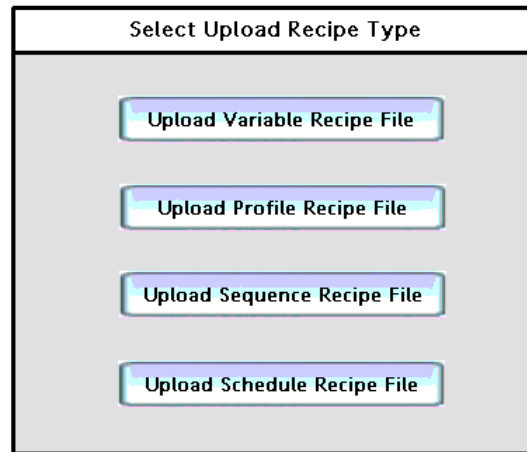 Select Upload Recipe Type
Upload Variable Recipe File
Upload Profile Recipe File
Upload Sequence Recipe File
Upload Schedule Recipe File